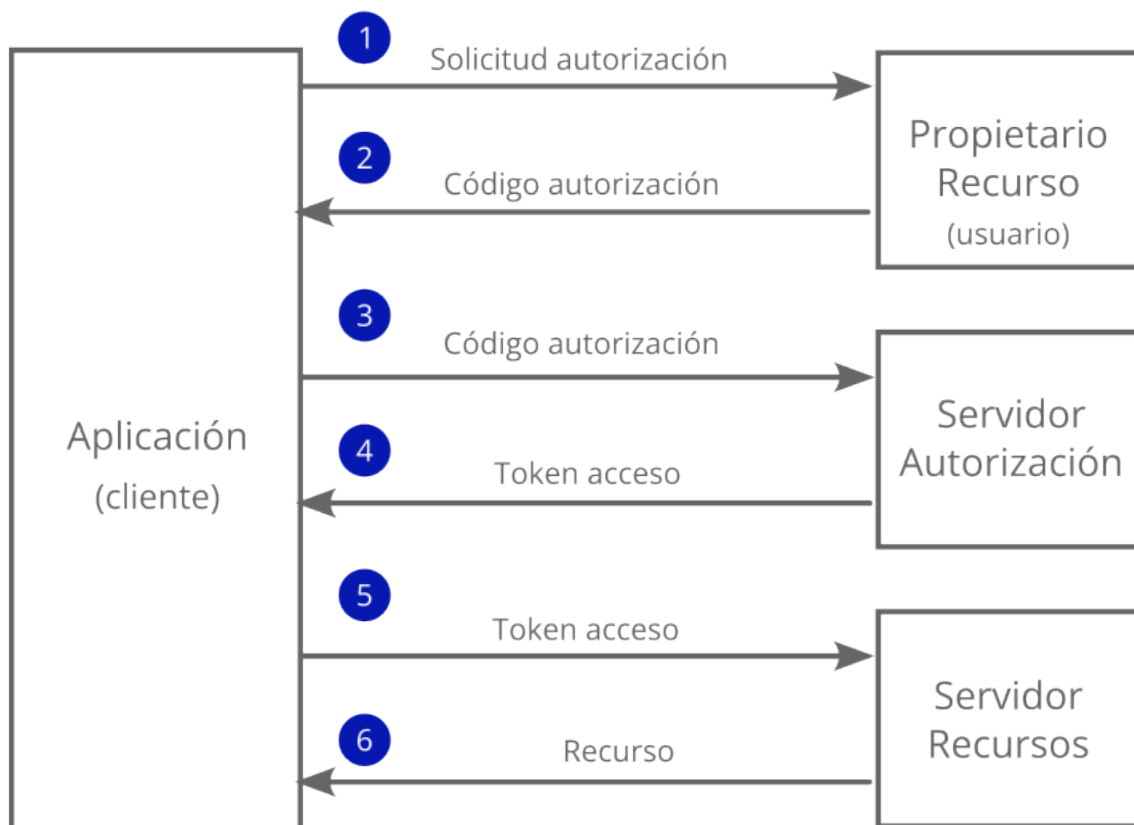 1
Solicitud autorización
2
Código autorización
Propietario
Recurso
(usuario)
3
Código autorización
4
Token acceso
Servidor
Autorización
Aplicación
(cliente)
5
Token acceso
6
Recurso
Servidor
Recursos